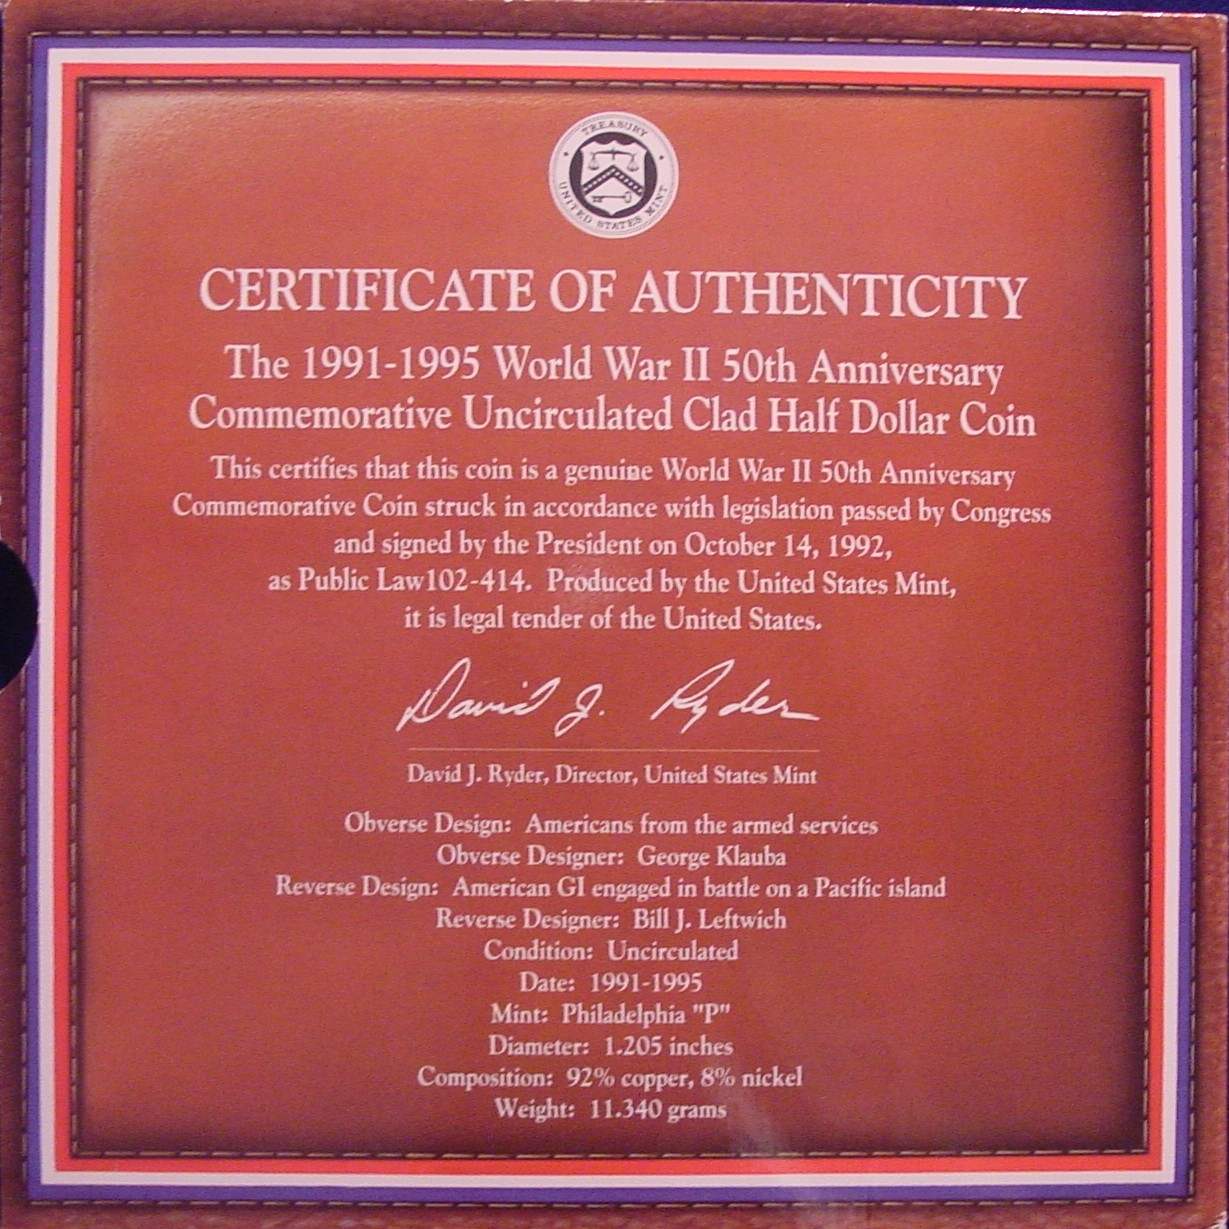 TREASURY
UNITED STATES MINT
CERTIFICATE OF AUTHENTICITY
The 1991-1995 World War II 50th Anniversary
Commemorative Uncirculated Clad Half Dollar Coin
This certifies that this coin is a genuine World War II 50th Anniversary
Commemorative Coin struck in accordance with legislation passed by Congress
and signed by the President on October 14, 1992,
as Public Law102-414. Produced by the United States Mint,
it is legal tender of the United States.
David J. Ryder
David J. Ryder, Director, United States Mint
Obverse Design: Americans from the armed services
Obverse Designer: George Klauba
Reverse Design: American GI engaged in battle on a Pacific island
Reverse Designer: Bill J. Leftwich
Condition: Uncirculated
Date: 1991-1995
Mint: Philadelphia "P"
Diameter: 1.205 inches
Composition: 92% copper, 8% nickel
Weight: 11.340 grams